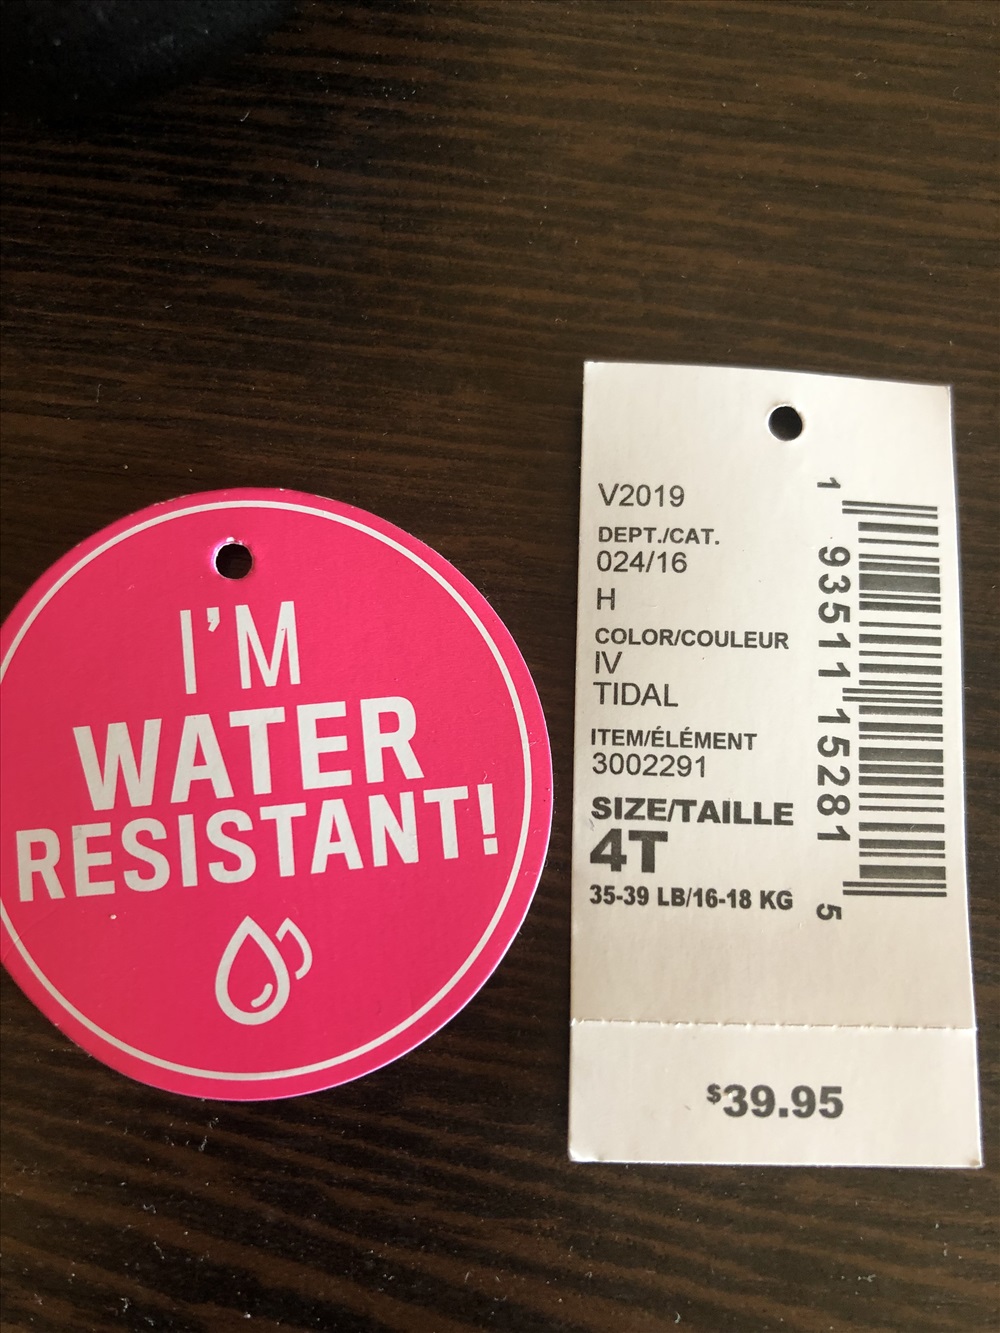 I'M
WATER
RESISTANT!
V2019
DEPT./CAT.
024/16
H
COLOR/COULEUR
IV
TIDAL
ITEM/ÉLÉMENT
3002291
SIZE/TAILLE
4T
35-39 LB/16-18 KG
1 93511 15281 5
$39.95